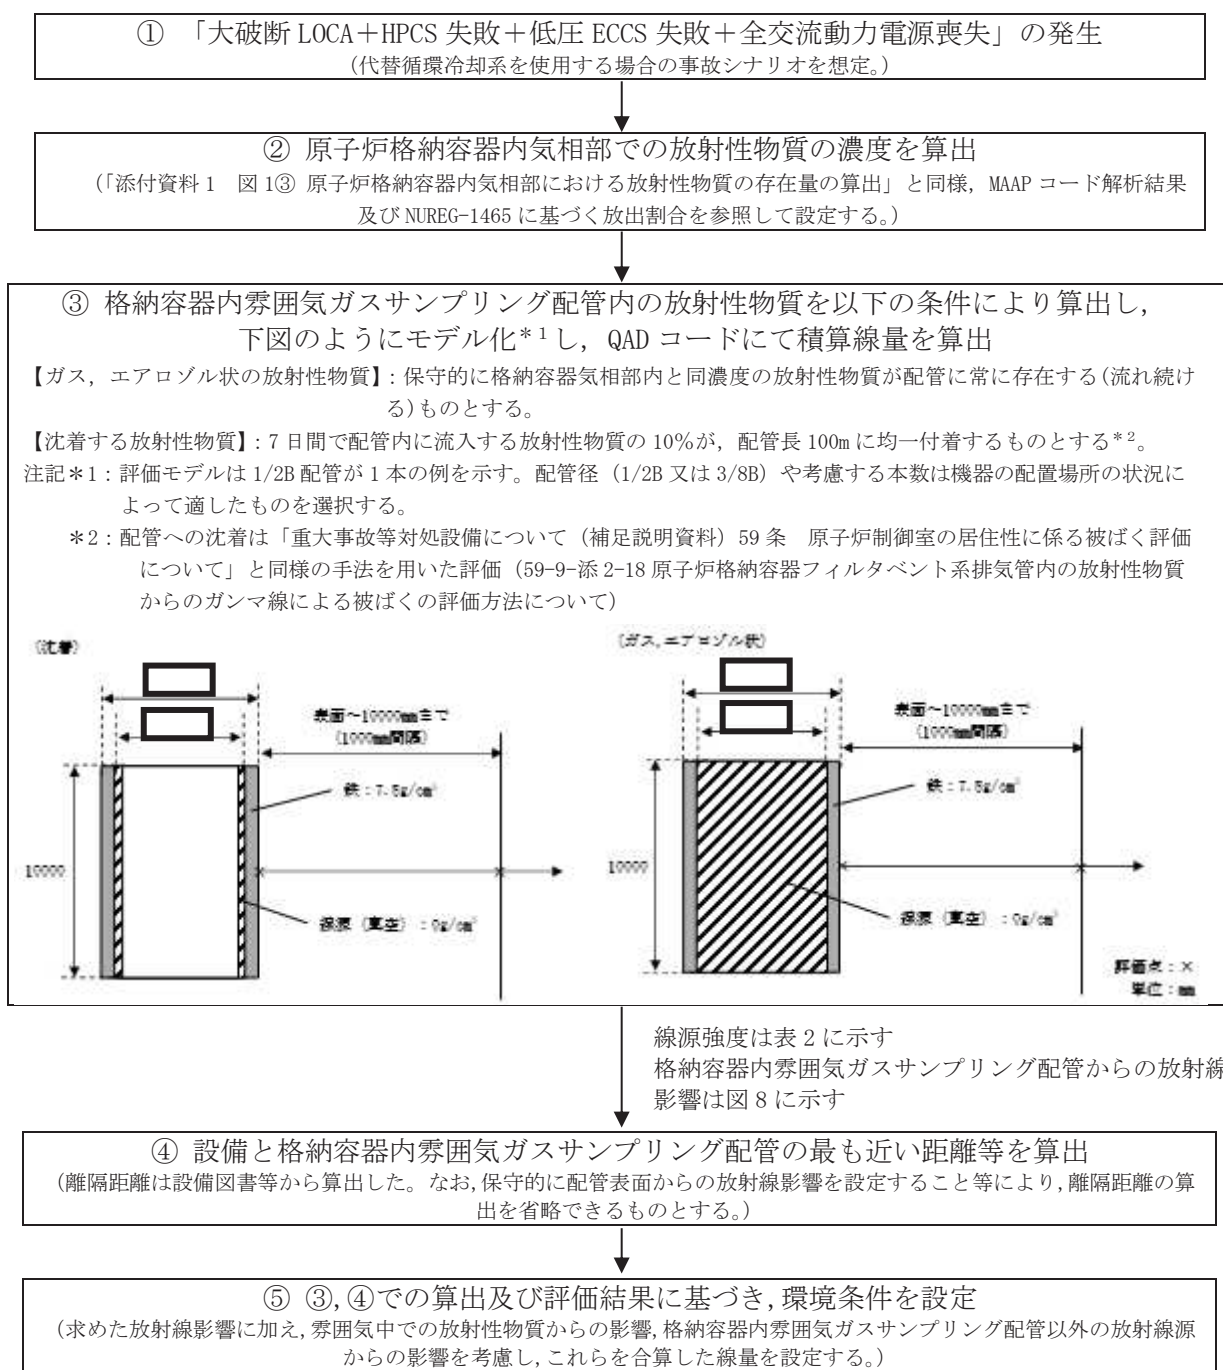 ① 「大破断 LOCA＋HPCS 失敗＋低圧 ECCS 失敗＋全交流動力電源喪失」の発生
(代替循環冷却系を使用する場合の事故シナリオを想定。)
② 原子炉格納容器内気相部での放射性物質の濃度を算出
(「添付資料 1　図 1③ 原子炉格納容器内気相部における放射性物質の存在量の算出」と同様，MAAP コード解析結果
及び NUREG-1465 に基づく放出割合を参照して設定する。)
③ 格納容器内雰囲気ガスサンプリング配管内の放射性物質を以下の条件により算出し，
下図のようにモデル化*1し，QAD コードにて積算線量を算出
【ガス，エアロゾル状の放射性物質】：保守的に格納容器気相部内と同濃度の放射性物質が配管に常に存在する(流れ続け
る)ものとする。
【沈着する放射性物質】：7 日間で配管内に流入する放射性物質の 10％が，配管長 100m に均一付着するものとする*2。
注記＊1：評価モデルは 1/2B 配管が 1 本の例を示す。配管径（1/2B 又は 3/8B）や考慮する本数は機器の配置場所の状況に
よって適したものを選択する。
＊2：配管への沈着は「重大事故等対処設備について（補足説明資料）59 条　原子炉制御室の居住性に係る被ばく評価
について」と同様の手法を用いた評価（59-9-添 2-18 原子炉格納容器フィルタベント系排気管内の放射性物質
からのガンマ線による被ばくの評価方法について）
(沈着)
表面～10000mmまで
(1000mm間隔)
鉄：7.8g/cm³
10000
線源（真空）：0g/cm³
(ガス,エアロゾル状)
表面～10000mmまで
(1000mm間隔)
鉄：7.8g/cm³
10000
線源（真空）：0g/cm³
評価点：×
単位：mm
線源強度は表 2 に示す
格納容器内雰囲気ガスサンプリング配管からの放射線
影響は図 8 に示す
④ 設備と格納容器内雰囲気ガスサンプリング配管の最も近い距離等を算出
(離隔距離は設備図書等から算出した。なお,保守的に配管表面からの放射線影響を設定すること等により,離隔距離の算
出を省略できるものとする。)
⑤ ③,④での算出及び評価結果に基づき,環境条件を設定
(求めた放射線影響に加え,雰囲気中での放射性物質からの影響,格納容器内雰囲気ガスサンプリング配管以外の放射線源
からの影響を考慮し,これらを合算した線量を設定する。)